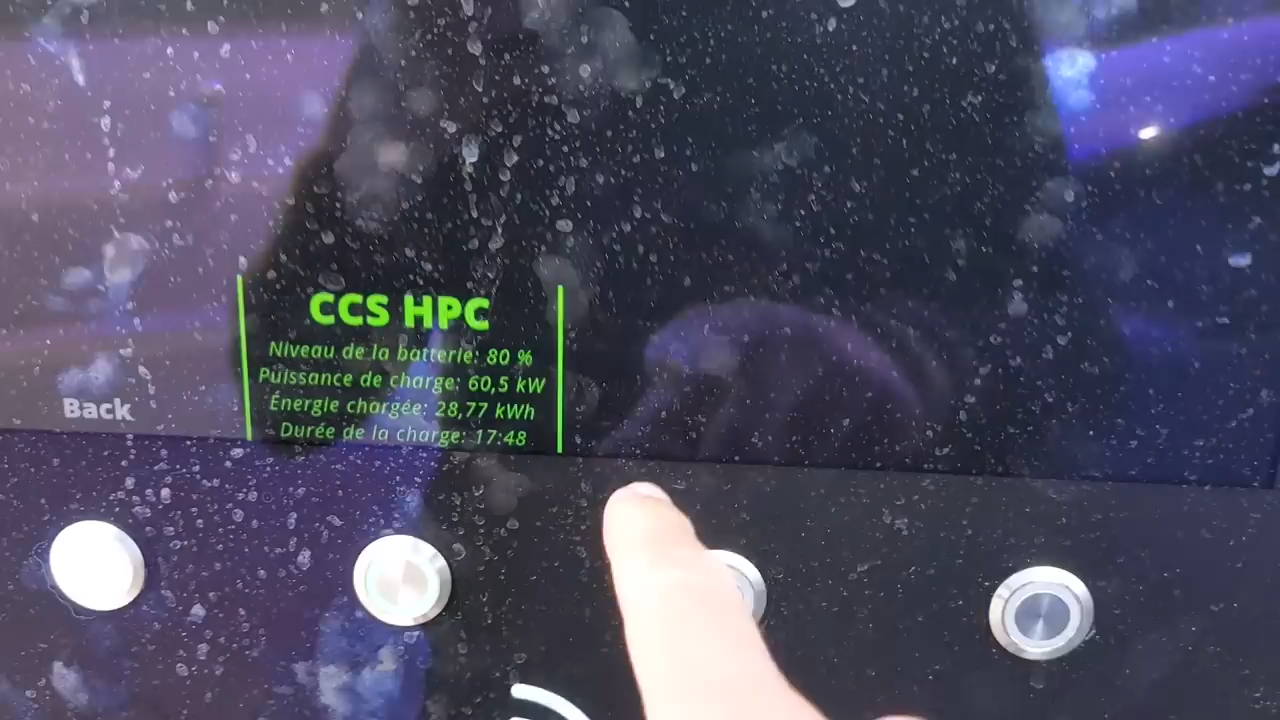 CCS HPC
Niveau de la batterie: 80 %
Puissance de charge: 60,5 kW
Énergie chargée: 28,77 kWh
Durée de la charge: 17:48
Back